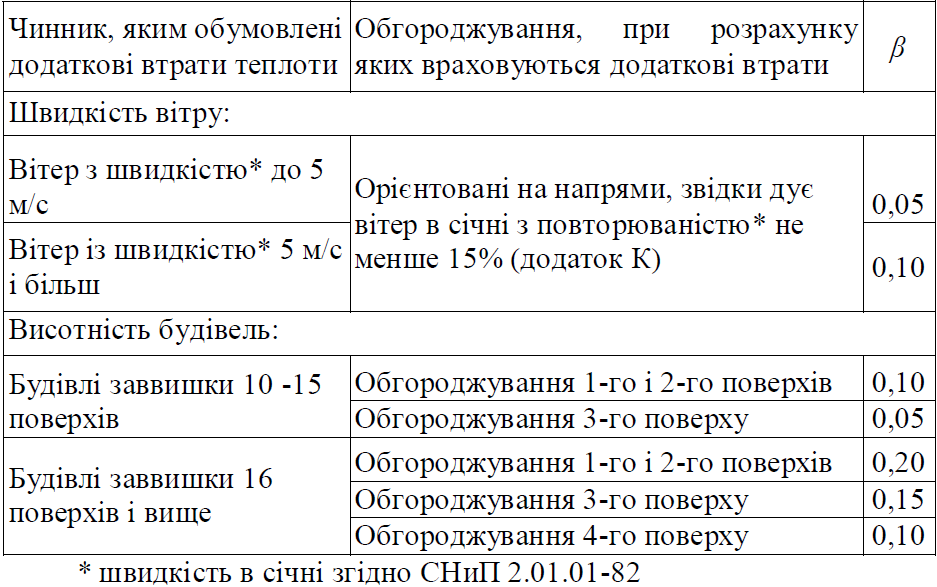 Чинник, яким обумовлені
додаткові втрати теплоти
Обгороджування, при розрахунку
яких враховуються додаткові втрати
β
Швидкість вітру:
Вітер з швидкістю* до 5
м/с
Орієнтовані на напрями, звідки дує
вітер в січні з повторюваністю* не
менше 15% (додаток К)
0,05
Вітер із швидкістю* 5 м/с
і більш
0,10
Висотність будівель:
Будівлі заввишки 10 -15
поверхів
Обгороджування 1-го і 2-го поверхів
0,10
Обгороджування 3-го поверху
0,05
Будівлі заввишки 16
поверхів і вище
Обгороджування 1-го і 2-го поверхів
0,20
Обгороджування 3-го поверху
0,15
Обгороджування 4-го поверху
0,10
* швидкість в січні згідно СНиП 2.01.01-82